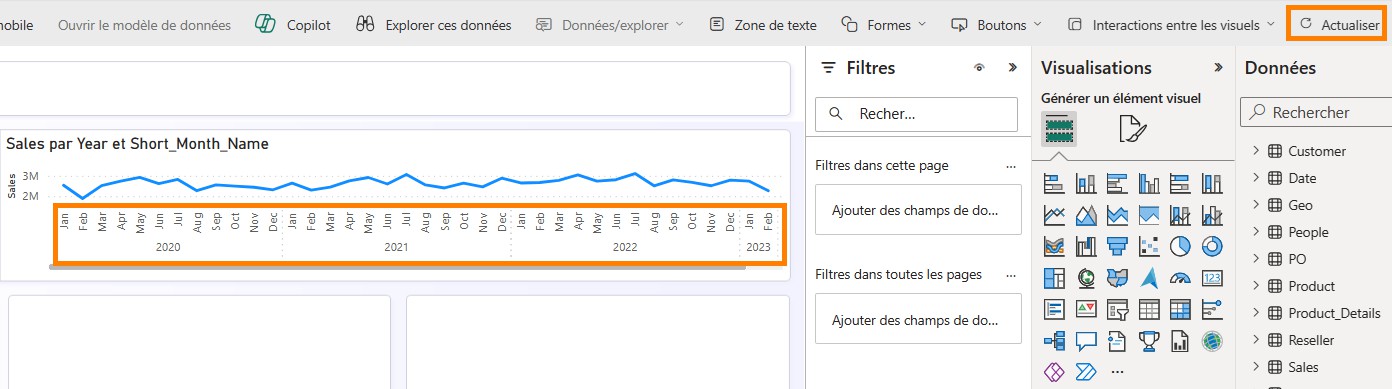 mobile Ouvrir le modèle de données Copilot Explorer ces données Données/explorer Zone de texte Formes Boutons Interactions entre les visuels Actualiser
Sales par Year et Short_Month_Name
Sales
3M
2M
Jan Feb Mar Apr May Jun Jul Aug Sep Oct Nov Dec Jan Feb Mar Apr May Jun Jul Aug Sep Oct Nov Dec Jan Feb Mar Apr May Jun Jul Aug Sep Oct Nov Dec Jan Feb
2020 2021 2022 2023
Filtres
Recher...
Filtres dans cette page ...
Ajouter des champs de do...
Filtres dans toutes les pages ...
Ajouter des champs de do...
Visualisations
Générer un élément visuel
123
...
Données
Rechercher
Customer
Date
Geo
People
PO
Product
Product_Details
Reseller
Sales